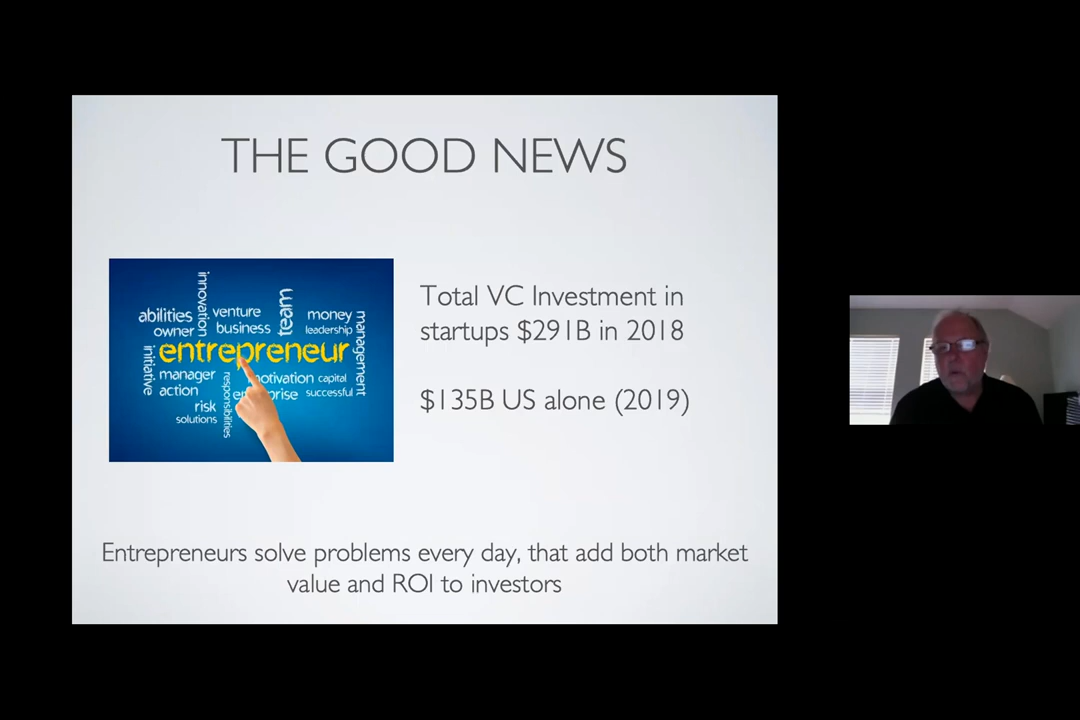 THE GOOD NEWS
innovation
abilities
venture
team
money
management
owner
business
leadership
initiative
entrepreneur
manager
responsibilities
motivation
capital
action
enterprise
successful
risk
solutions
Total VC Investment in
startups $291B in 2018
$135B US alone (2019)
Entrepreneurs solve problems every day, that add both market
value and ROI to investors